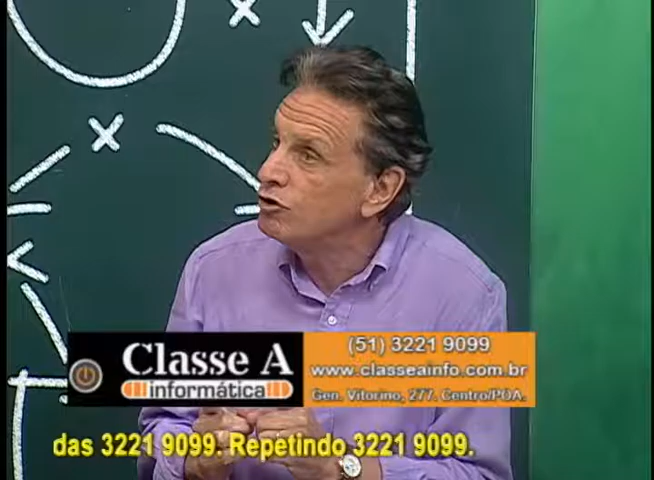 Classe A
informática
(51) 3221 9099
www.classeainfo.com.br
Gen. Vitorino, 277. Centro/POA.
das 3221 9099. Repetindo 3221 9099.